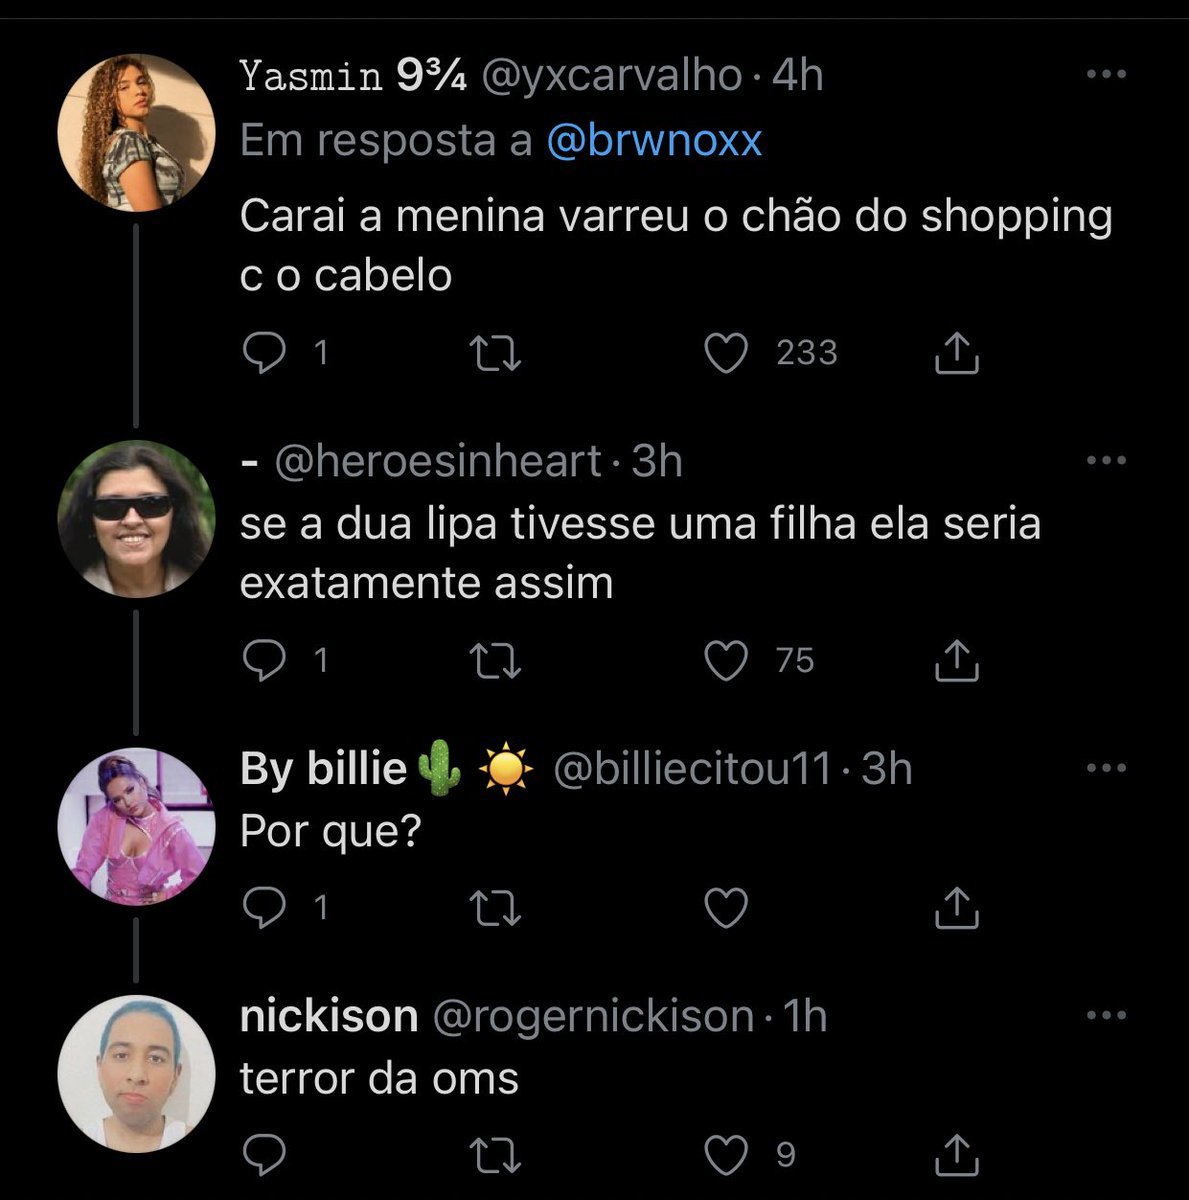 Yasmin 9¾ @yxcarvalho · 4h
Em resposta a @brwnoxx
Carai a menina varreu o chão do shopping
c o cabelo
1 233
- @heroesinheart · 3h
se a dua lipa tivesse uma filha ela seria
exatamente assim
1 75
By billie🌵☀️ @billiecitou11 · 3h
Por que?
1
nickison @rogernickison · 1h
terror da oms
9